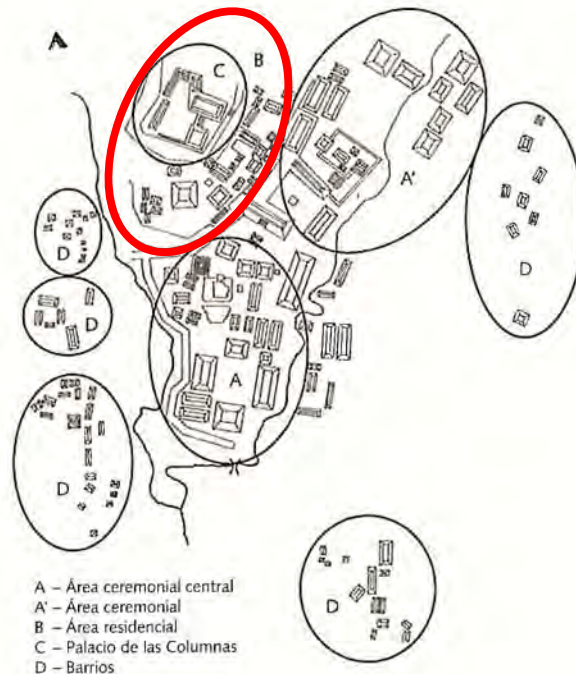 A
C
B
A'
D
D
D
A
D
D
A – Área ceremonial central
A' – Área ceremonial
B – Área residencial
C – Palacio de las Columnas
D – Barrios